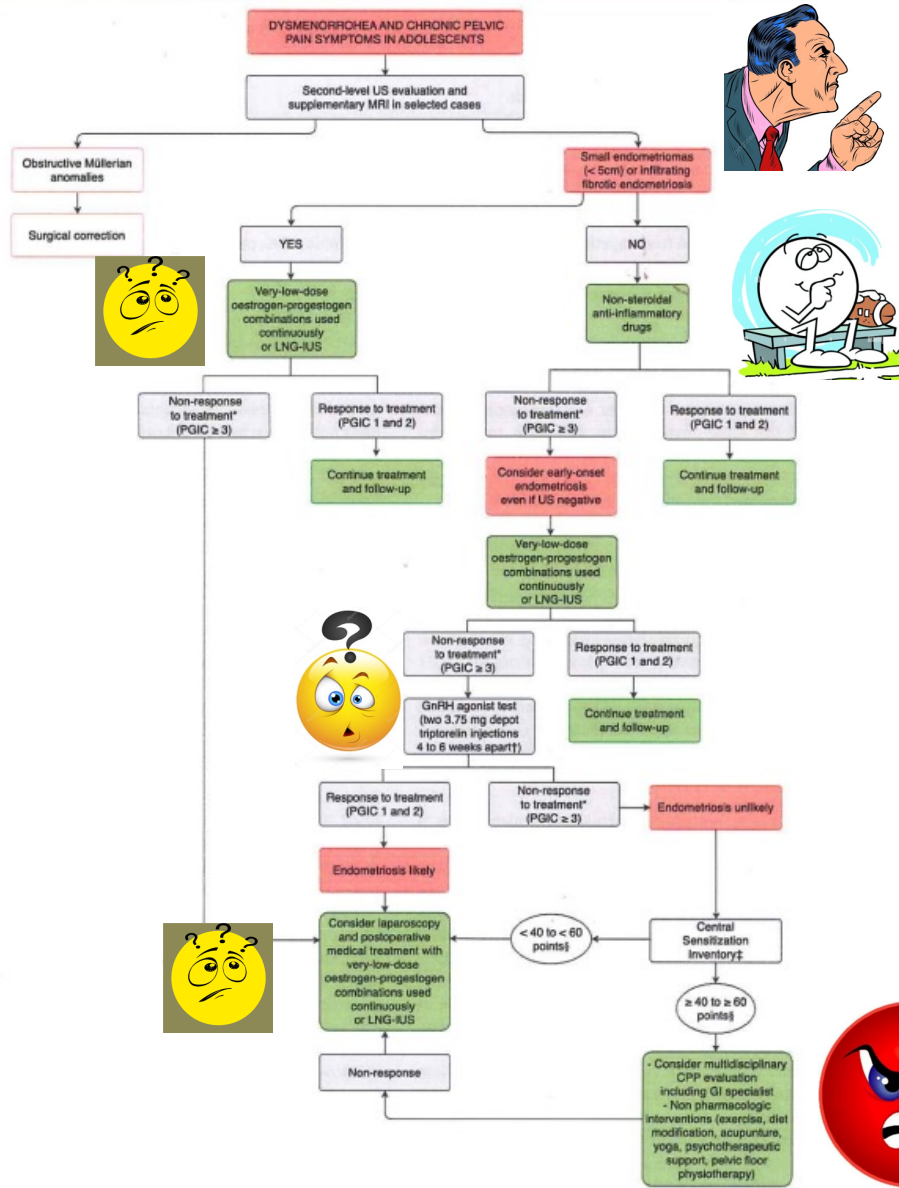 DYSMENORROHEA AND CHRONIC PELVIC
PAIN SYMPTOMS IN ADOLESCENTS
Second-level US evaluation and
supplementary MRI in selected cases
Obstructive Müllerian
anomalies
Surgical correction
Small endometriomas
(< 5cm) or infiltrating
fibrotic endometriosis
YES
NO
Very-low-dose
oestrogen-progestogen
combinations used
continuously
or LNG-IUS
Non-steroidal
anti-inflammatory
drugs
Non-response
to treatment*
(PGIC ≥ 3)
Response to treatment
(PGIC 1 and 2)
Non-response
to treatment*
(PGIC ≥ 3)
Response to treatment
(PGIC 1 and 2)
Continue treatment
and follow-up
Consider early-onset
endometriosis
even if US negative
Continue treatment
and follow-up
Very-low-dose
oestrogen-progestogen
combinations used
continuously
or LNG-IUS
Non-response
to treatment*
(PGIC ≥ 3)
Response to treatment
(PGIC 1 and 2)
GnRH agonist test
(two 3.75 mg depot
triptorelin injections
4 to 6 weeks apart†)
Continue treatment
and follow-up
Response to treatment
(PGIC 1 and 2)
Non-response
to treatment*
(PGIC ≥ 3)
Endometriosis unlikely
Endometriosis likely
Consider laparoscopy
and postoperative
medical treatment with
very-low-dose
oestrogen-progestogen
combinations used
continuously
or LNG-IUS
< 40 to < 60
points§
Central
Sensitization
Inventory‡
≥ 40 to ≥ 60
points§
Non-response
- Consider multidisciplinary
CPP evaluation
including GI specialist
- Non pharmacologic
interventions (exercise, diet
modification, acupunture,
yoga, psychotherapeutic
support, pelvic floor
physiotherapy)